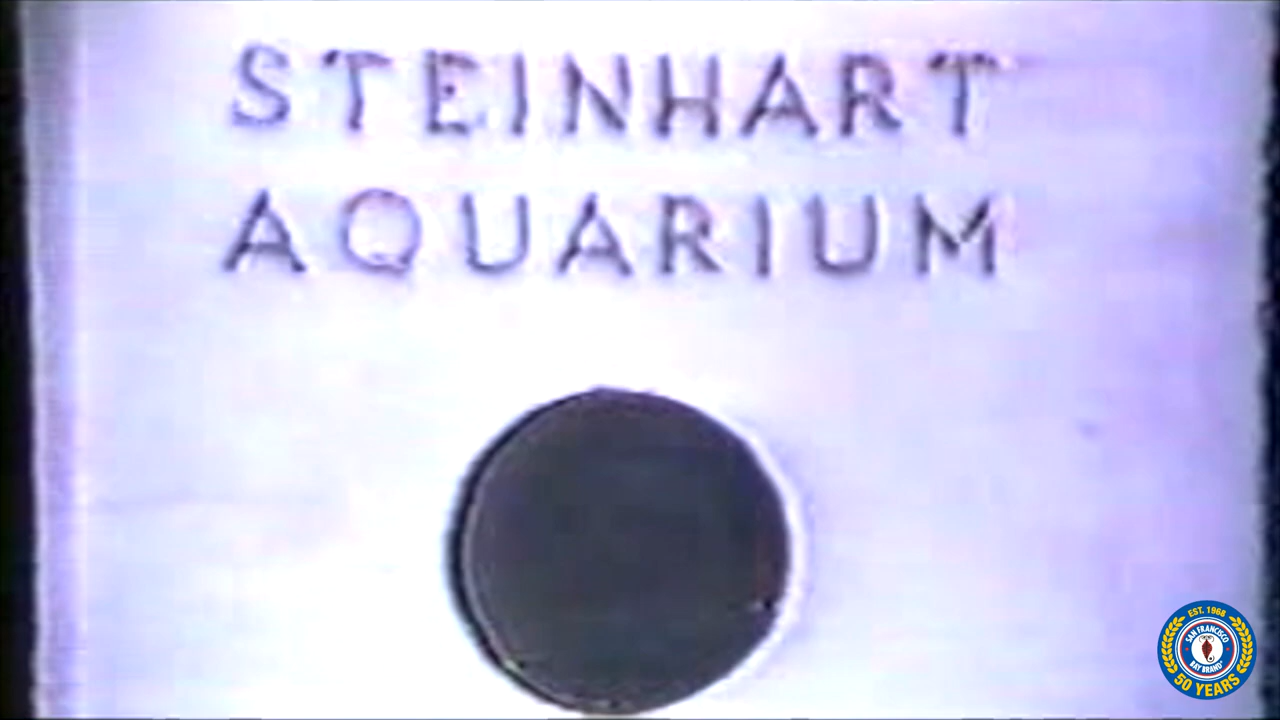 STEINHART
AQUARIUM
EST. 1968
SAN FRANCISCO
BAY BRAND
50 YEARS